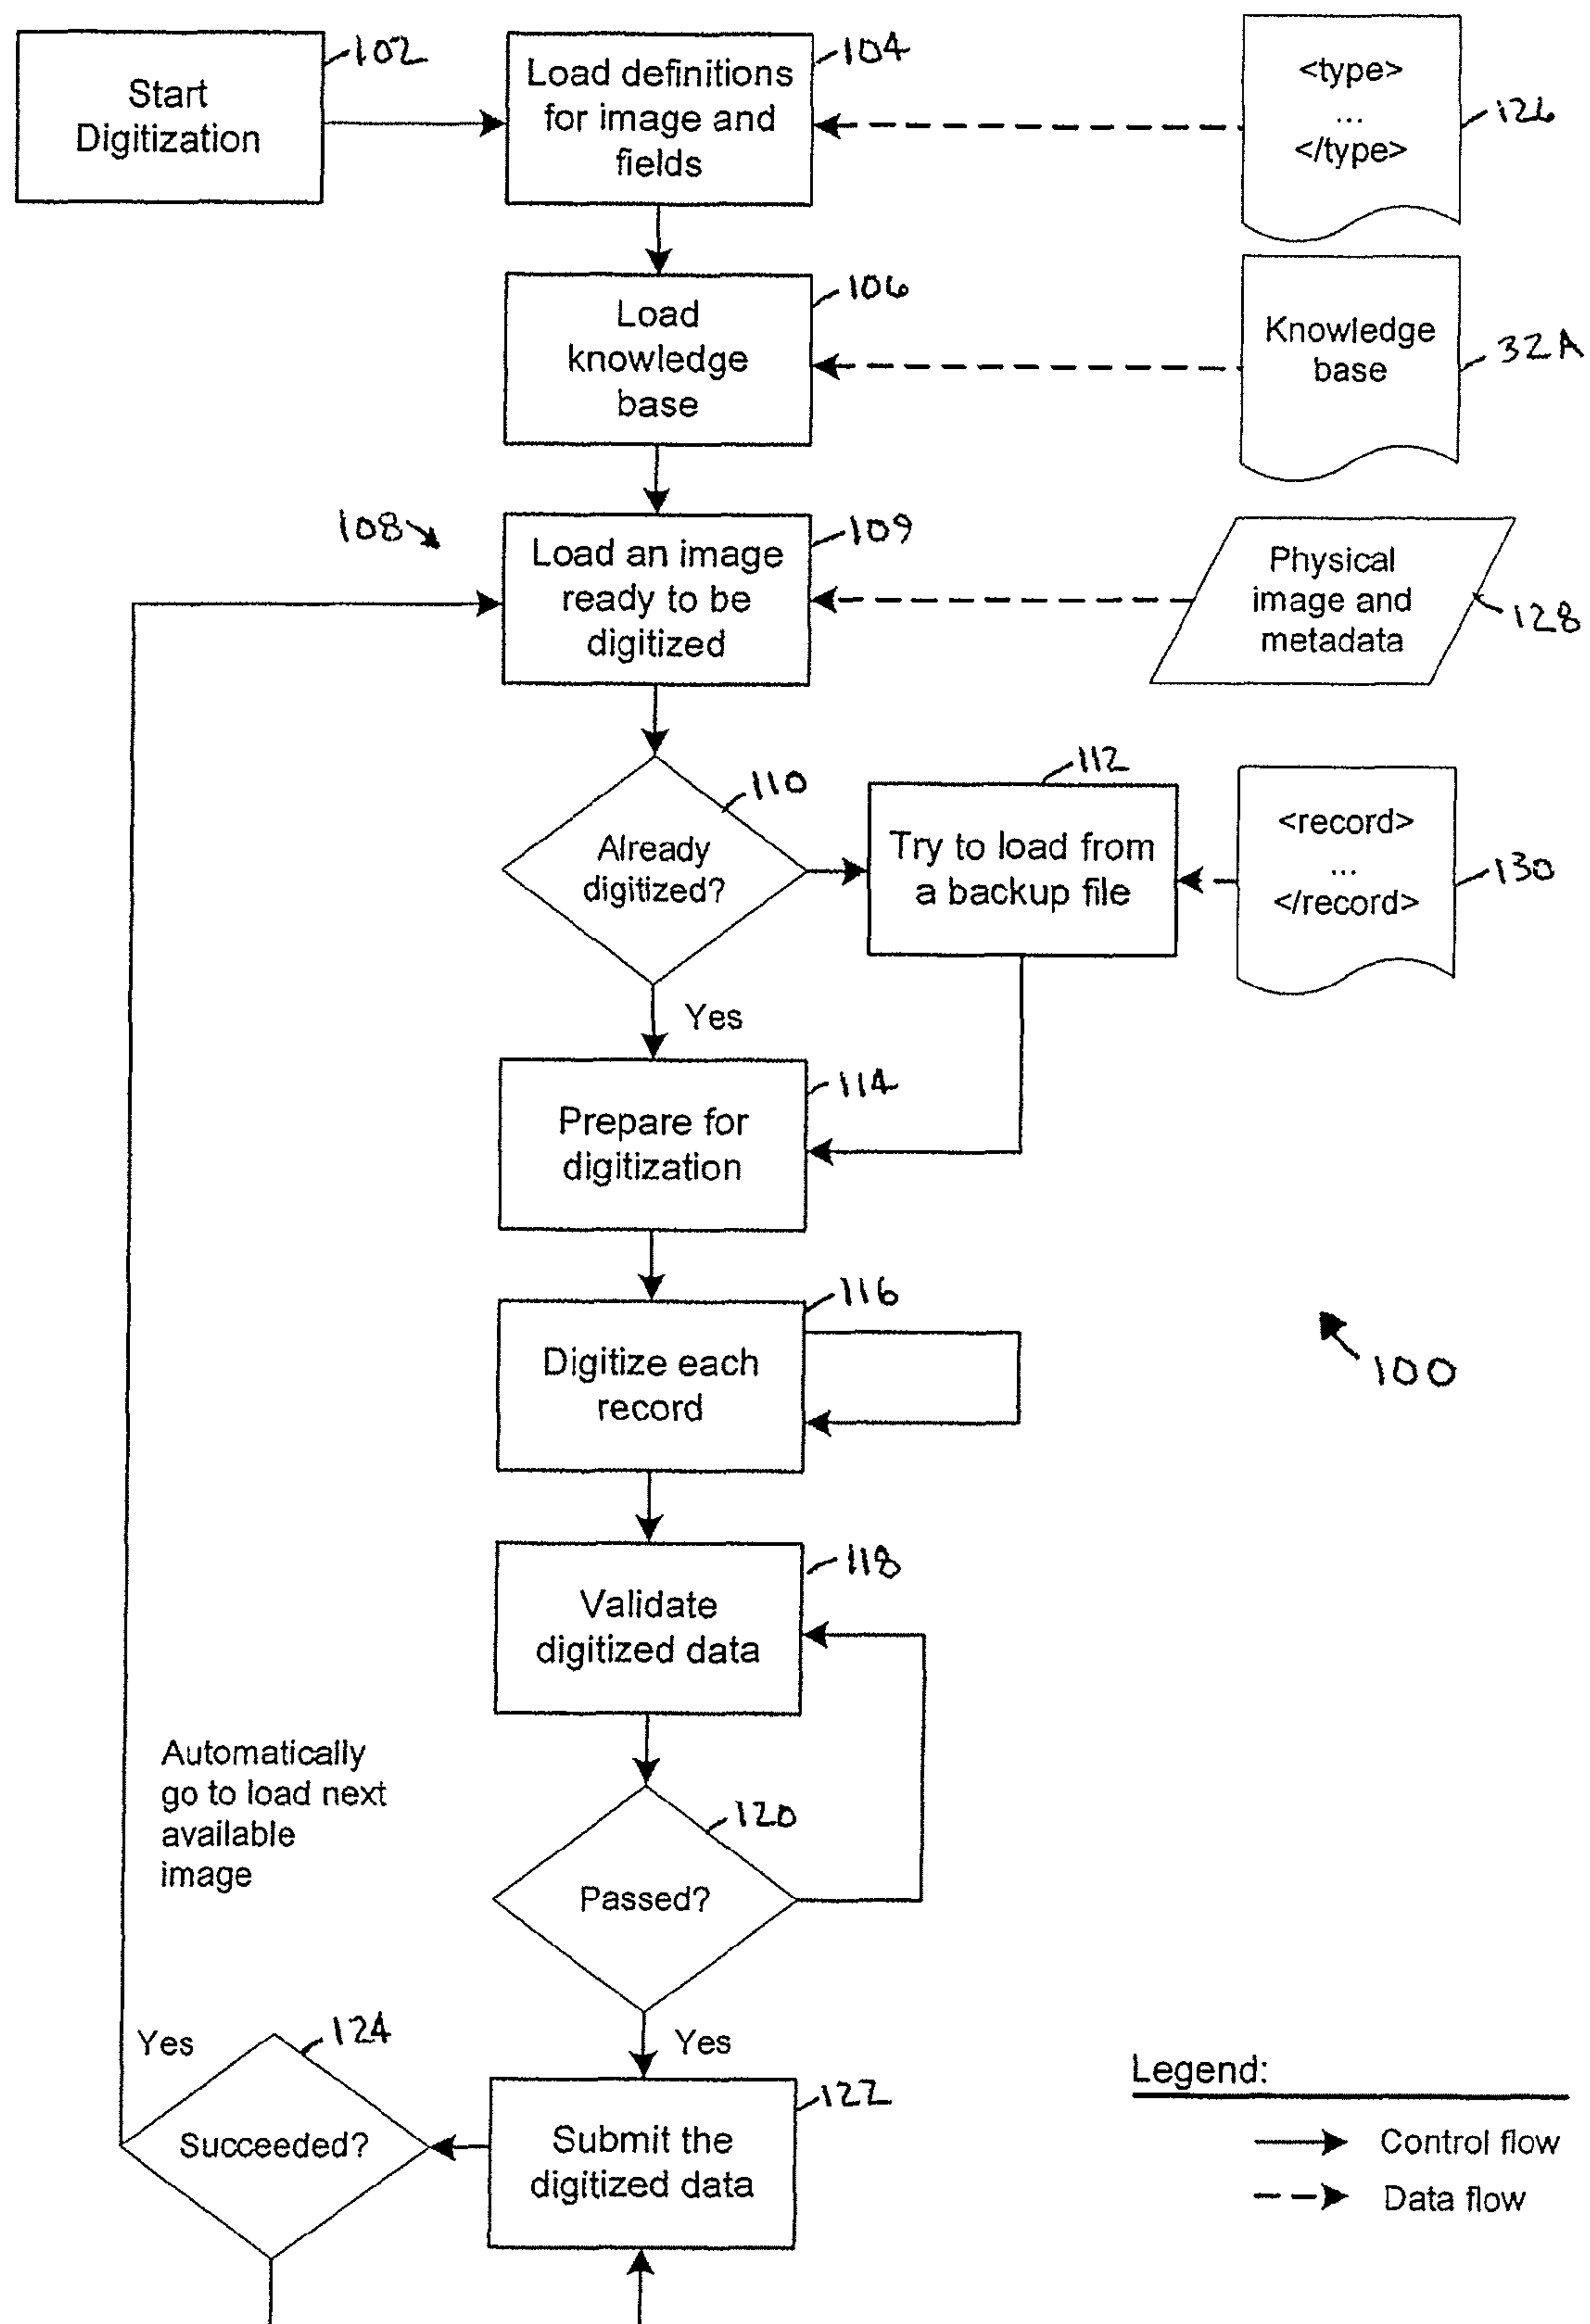 Start
Digitization
102
Load definitions
for image and
fields
104
<type>
...
</type>
126
Load
knowledge
base
106
Knowledge
base
32A
108
Load an image
ready to be
digitized
109
Physical
image and
metadata
128
Already
digitized?
110
112
Try to load from
a backup file
<record>
...
</record>
130
Yes
Prepare for
digitization
114
Digitize each
record
116
100
Validate
digitized data
118
Automatically
go to load next
available
image
Passed?
120
Yes
Yes
Succeeded?
124
Submit the
digitized data
122
Legend:
Control flow
Data flow